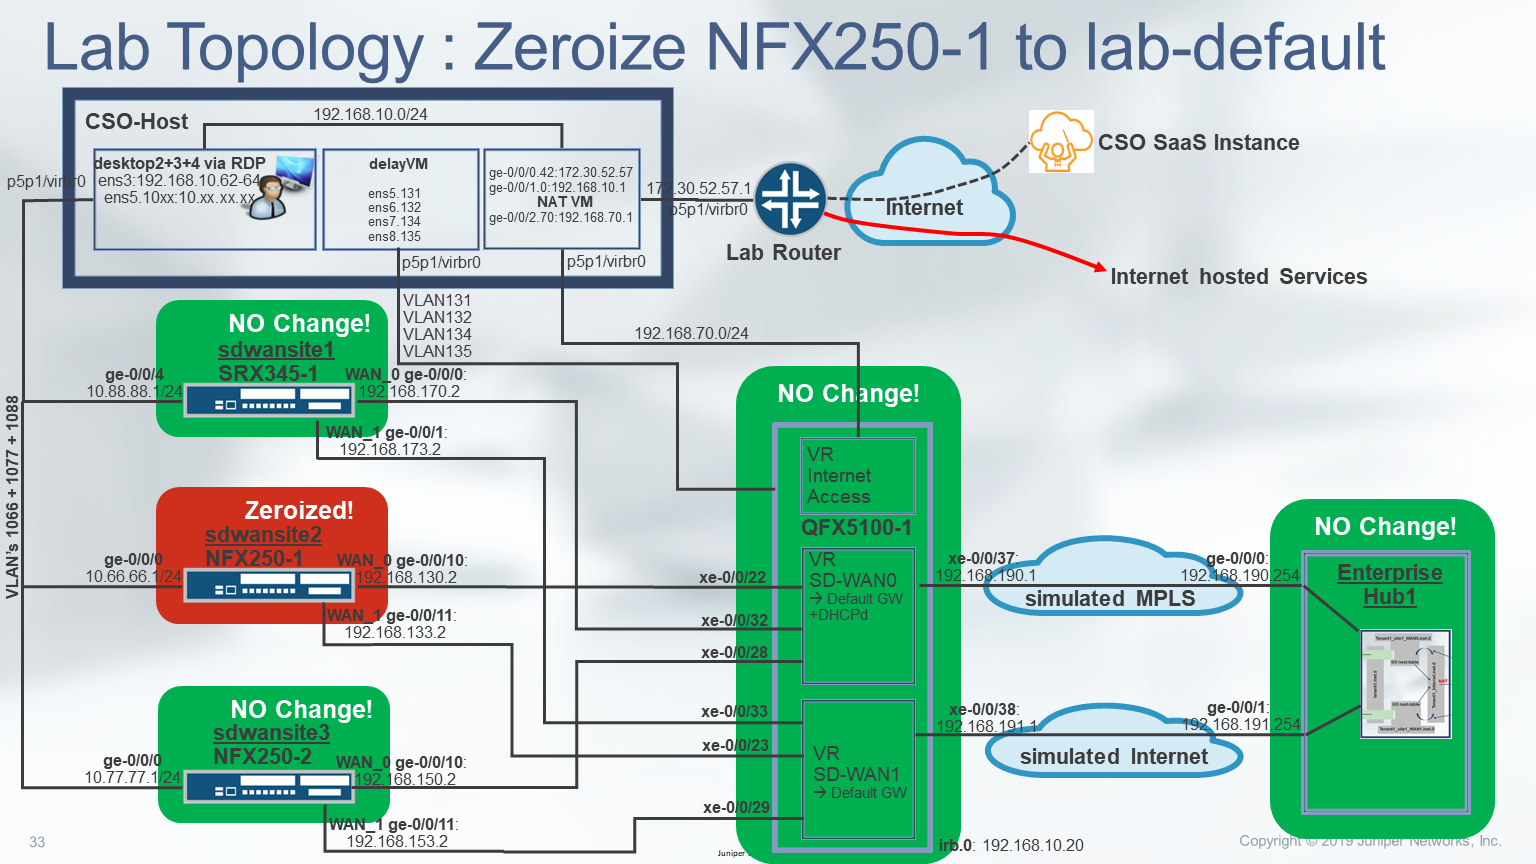 Lab Topology : Zeroize NFX250-1 to lab-default
CSO-Host
192.168.10.0/24
desktop2+3+4 via RDP
ens3:192.168.10.62-64
ens5.10xx:10.xx.xx.xx
p5p1/virbr0
delayVM
ens5.131
ens6.132
ens7.134
ens8.135
ge-0/0/0.42:172.30.52.57
ge-0/0/1.0:192.168.10.1
NAT VM
ge-0/0/2.70:192.168.70.1
172.30.52.57.1
p5p1/virbr0
Lab Router
Internet
CSO SaaS Instance
Internet hosted Services
p5p1/virbr0
p5p1/virbr0
VLAN131
VLAN132
VLAN134
VLAN135
192.168.70.0/24
VLAN's 1066 + 1077 + 1088
NO Change!
sdwansite1
SRX345-1
ge-0/0/4
10.88.88.1/24
WAN_0 ge-0/0/0:
192.168.170.2
WAN_1 ge-0/0/1:
192.168.173.2
Zeroized!
sdwansite2
NFX250-1
ge-0/0/0
10.66.66.1/24
WAN_0 ge-0/0/10:
192.168.130.2
WAN_1 ge-0/0/11:
192.168.133.2
NO Change!
sdwansite3
NFX250-2
ge-0/0/0
10.77.77.1/24
WAN_0 ge-0/0/10:
192.168.150.2
WAN_1 ge-0/0/11:
192.168.153.2
NO Change!
VR
Internet
Access
QFX5100-1
VR
SD-WAN0
→ Default GW
+DHCPd
xe-0/0/22
xe-0/0/32
xe-0/0/28
xe-0/0/33
xe-0/0/23
xe-0/0/29
VR
SD-WAN1
→ Default GW
irb.0: 192.168.10.20
xe-0/0/37:
192.168.190.1
simulated MPLS
ge-0/0/0:
192.168.190.254
xe-0/0/38:
192.168.191.1
simulated Internet
ge-0/0/1:
192.168.191.254
NO Change!
Enterprise
Hub1
33
Juniper
Copyright © 2019 Juniper Networks, Inc.